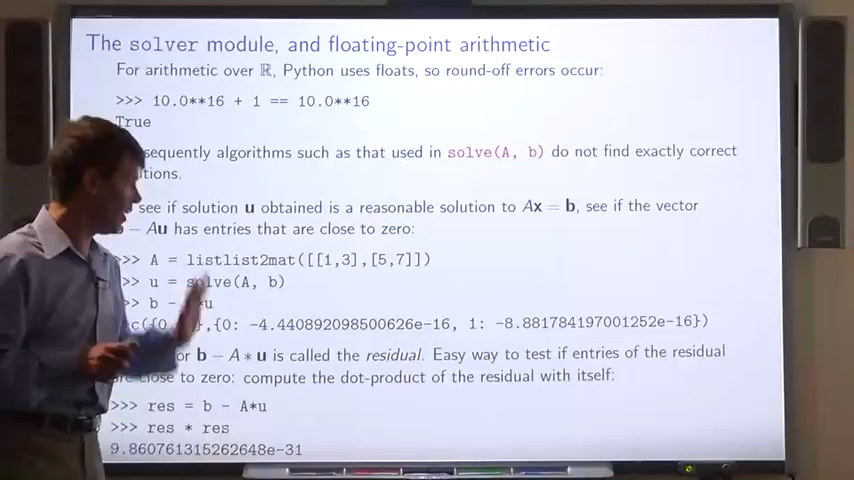 The solver module, and floating-point arithmetic
For arithmetic over ℝ, Python uses floats, so round-off errors occur:
>>> 10.0**16 + 1 == 10.0**16
True
sequently algorithms such as that used in solve(A, b) do not find exactly correct
tions.
see if solution u obtained is a reasonable solution to Ax = b, see if the vector
− Au has entries that are close to zero:
>>> A = listlist2mat([[1,3],[5,7]])
>> u = solve(A, b)
>> b - *u
c({0 },{0: -4.440892098500626e-16, 1: -8.881784197001252e-16})
or b − A ∗ u is called the residual. Easy way to test if entries of the residual
are close to zero: compute the dot-product of the residual with itself:
>>> res = b - A*u
>>> res * res
9.860761315262648e-31